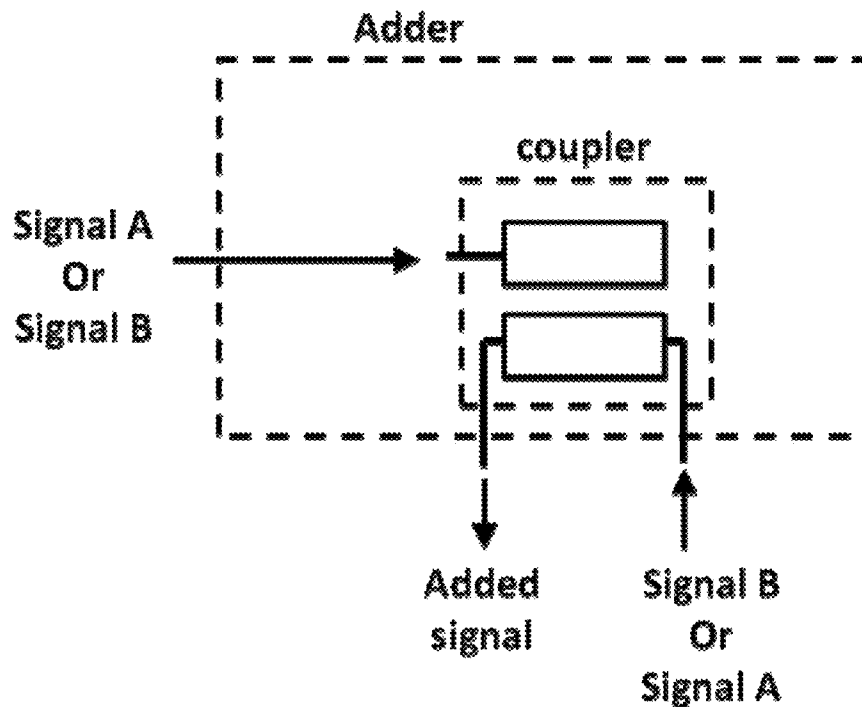 Adder
coupler
Signal A
Or
Signal B
Added
signal
Signal B
Or
Signal A